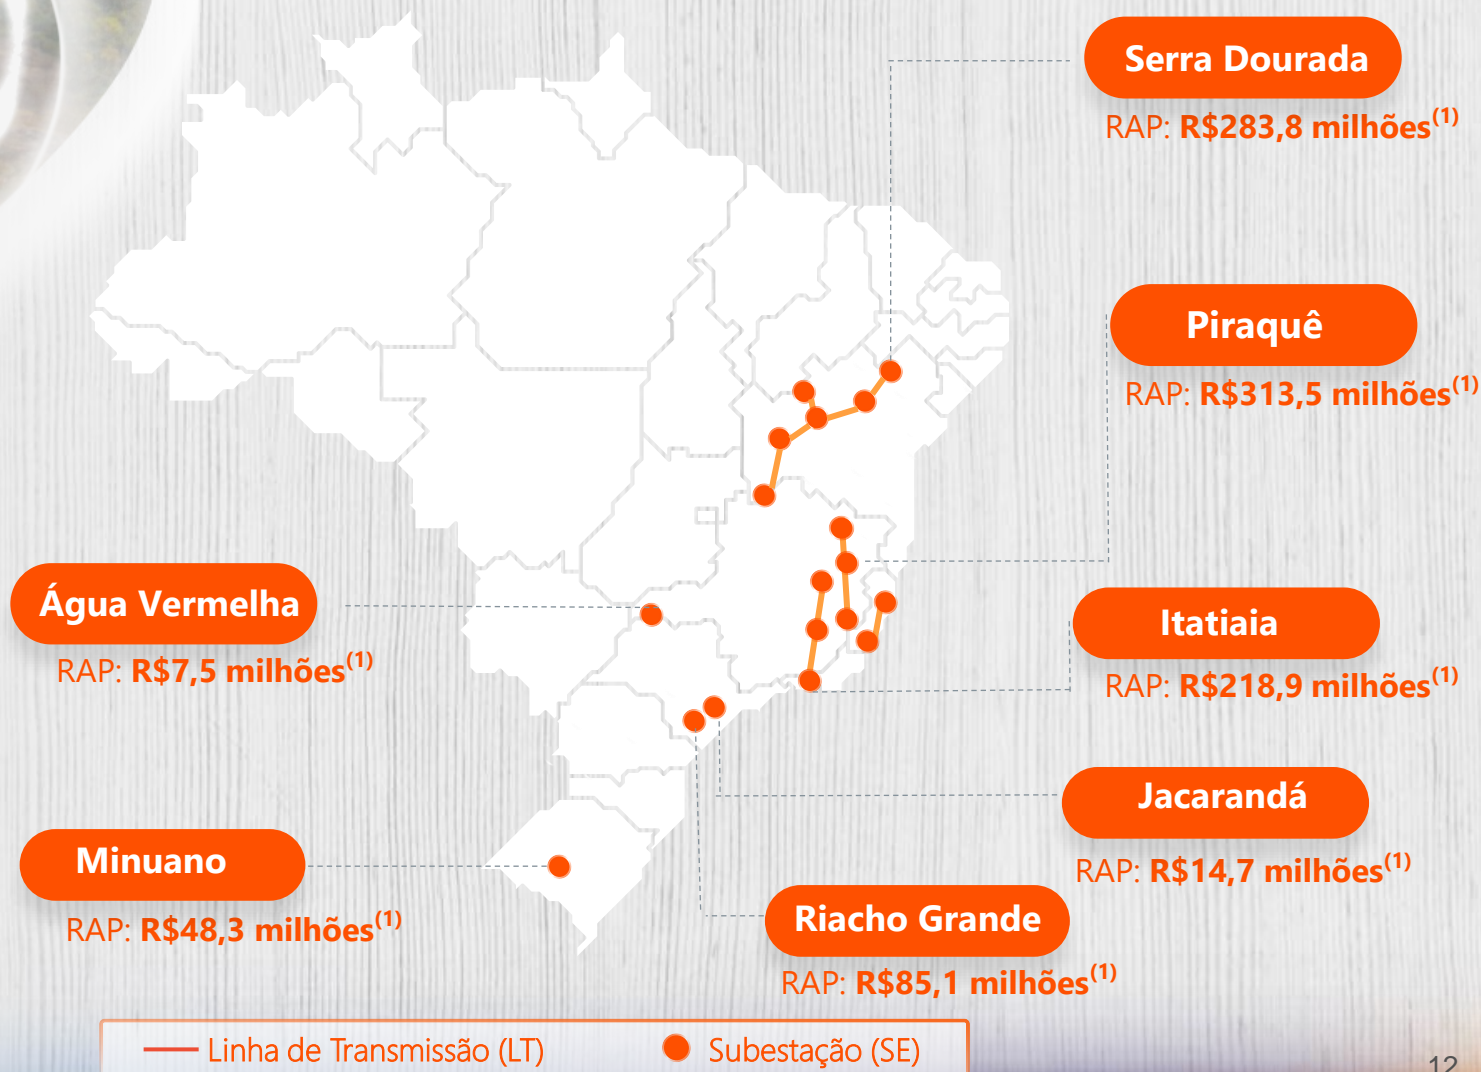 Serra Dourada
RAP: R$283,8 milhões(1)
Piraquê
RAP: R$313,5 milhões(1)
Água Vermelha
RAP: R$7,5 milhões(1)
Itatiaia
RAP: R$218,9 milhões(1)
Jacarandá
RAP: R$14,7 milhões(1)
Minuano
RAP: R$48,3 milhões(1)
Riacho Grande
RAP: R$85,1 milhões(1)
Linha de Transmissão (LT)
Subestação (SE)
12